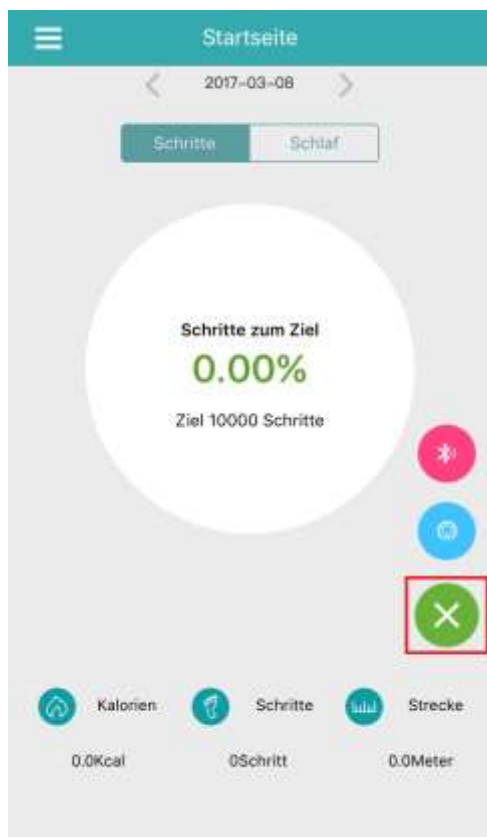 Startseite
2017-03-08
Schritte Schlaf
Schritte zum Ziel
0.00%
Ziel 10000 Schritte
Kalorien Schritte Strecke
0.0Kcal 0Schritt 0.0Meter